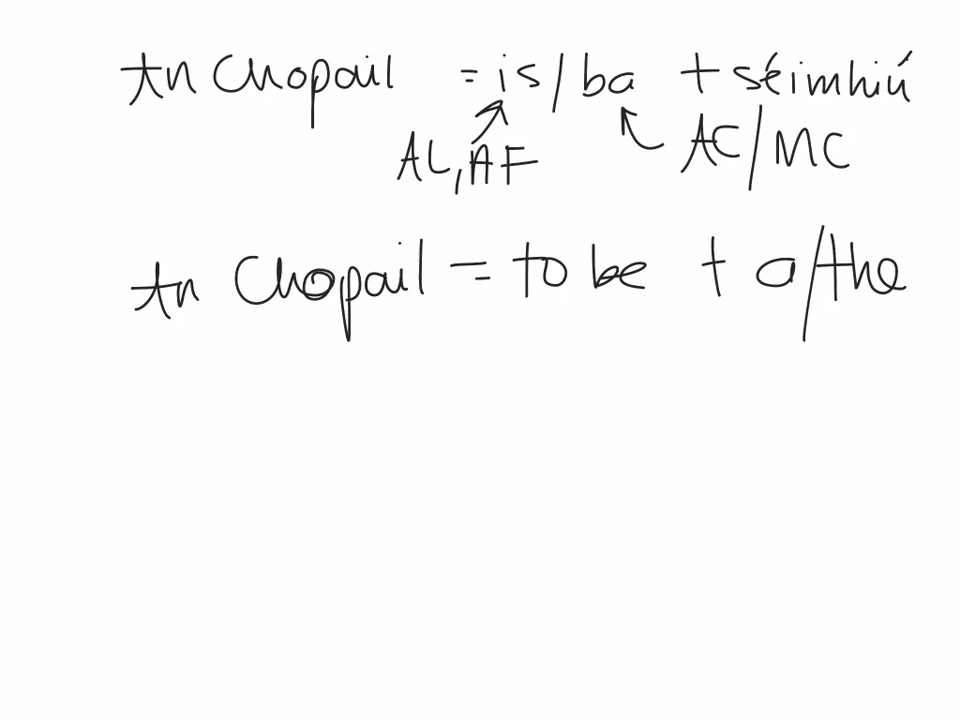 An Chopail = is/ba + séimhiú
AL, AF AC/MC
An Chopail = to be + a/the